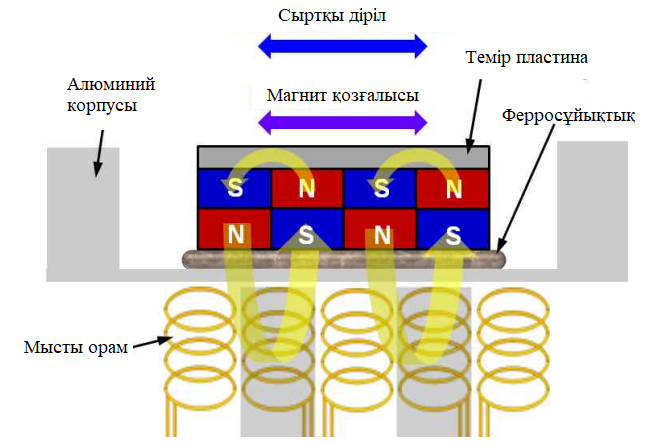 Сыртқы діріл
Темір пластина
Алюминий
корпусы
Магнит қозғалысы
Ферросұйықтық
S N S N
N S N S
Мысты орам